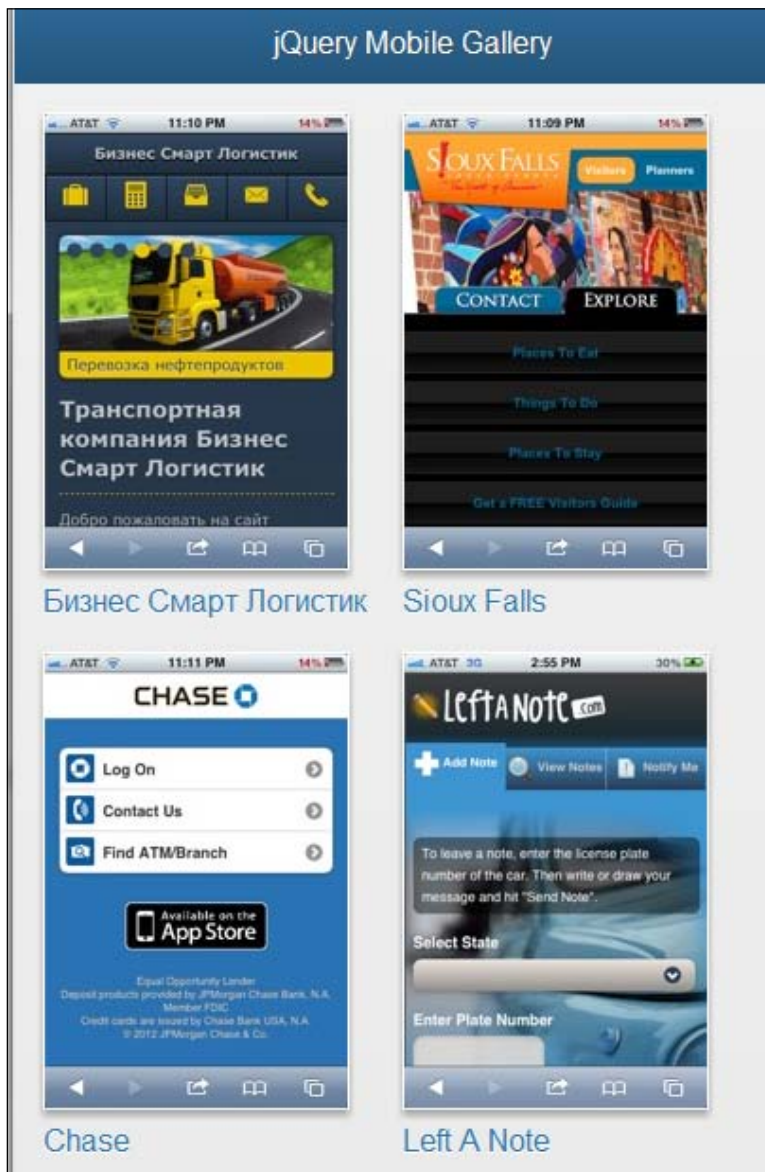 jQuery Mobile Gallery
AT&T 11:10 PM 14%
Бизнес Смарт Логистик
Перевозка нефтепродуктов
Транспортная
компания Бизнес
Смарт Логистик
Добро пожаловать на сайт
Бизнес Смарт Логистик
AT&T 11:09 PM 14%
SIOUX FALLS
Visitors Planners
CONTACT EXPLORE
Places To Eat
Things To Do
Places To Stay
Get a FREE Visitors Guide
Sioux Falls
AT&T 11:11 PM 14%
CHASE
Log On
Contact Us
Find ATM/Branch
Available on the
App Store
Equal Opportunity Lender
Deposit products provided by JPMorgan Chase Bank, N.A.
Member FDIC
Credit cards are issued by Chase Bank USA, N.A.
© 2012 JPMorgan Chase & Co.
Chase
AT&T 3G 2:55 PM 30%
LEFT A NOTE .com
Add Note View Notes Notify Me
To leave a note, enter the license plate
number of the car. Then write or draw your
message and hit "Send Note".
Select State
Enter Plate Number
Left A Note